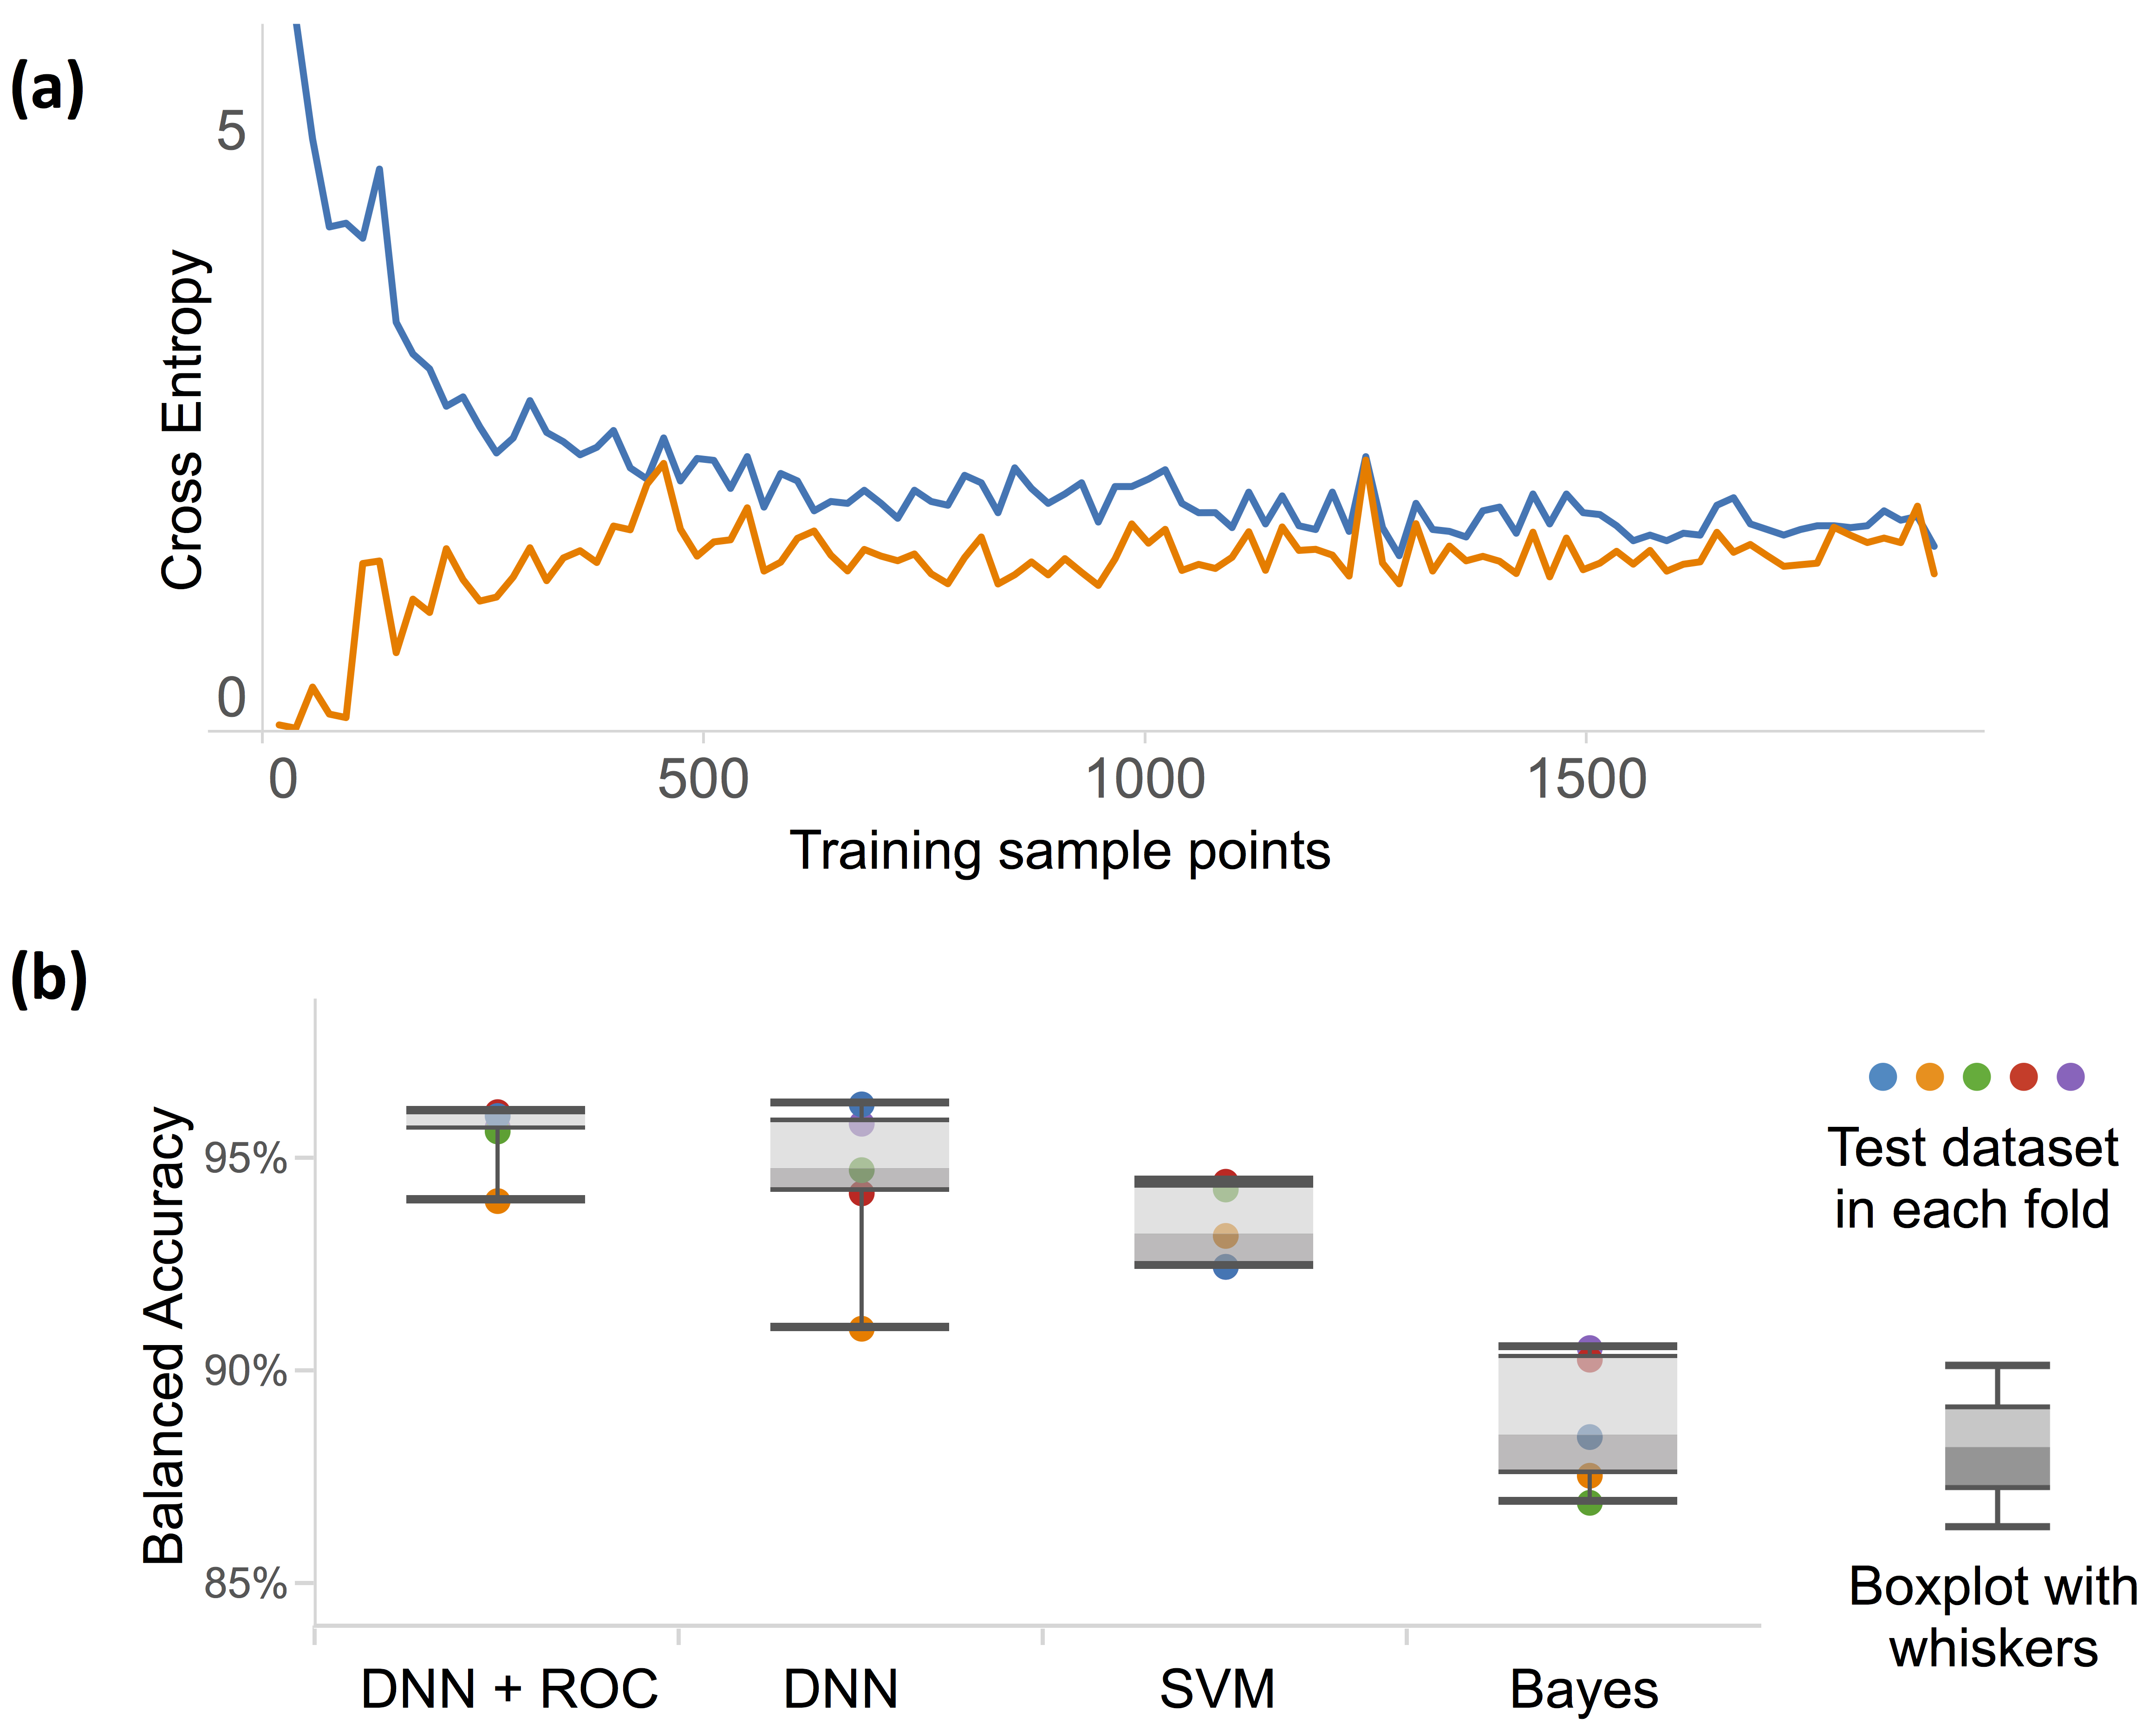 (a)
5
0
Cross Entropy
0 500 1000 1500
Training sample points
(b)
Balanced Accuracy
95%
90%
85%
DNN + ROC DNN SVM Bayes
Test dataset
in each fold
Boxplot with
whiskers